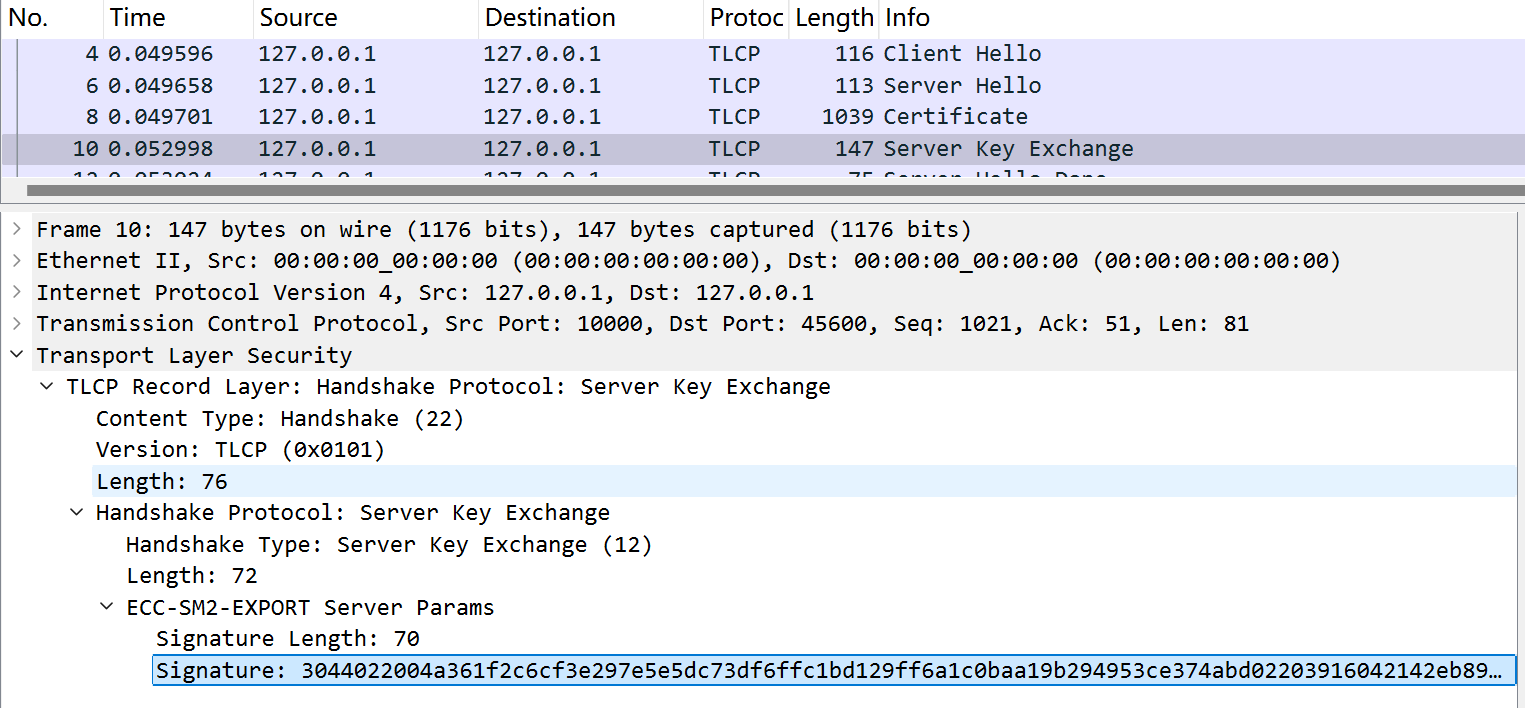 No. Time Source Destination Protoc Length Info
4 0.049596 127.0.0.1 127.0.0.1 TLCP 116 Client Hello
6 0.049658 127.0.0.1 127.0.0.1 TLCP 113 Server Hello
8 0.049701 127.0.0.1 127.0.0.1 TLCP 1039 Certificate
10 0.052998 127.0.0.1 127.0.0.1 TLCP 147 Server Key Exchange
Frame 10: 147 bytes on wire (1176 bits), 147 bytes captured (1176 bits)
Ethernet II, Src: 00:00:00_00:00:00 (00:00:00:00:00:00), Dst: 00:00:00_00:00:00 (00:00:00:00:00:00)
Internet Protocol Version 4, Src: 127.0.0.1, Dst: 127.0.0.1
Transmission Control Protocol, Src Port: 10000, Dst Port: 45600, Seq: 1021, Ack: 51, Len: 81
Transport Layer Security
TLCP Record Layer: Handshake Protocol: Server Key Exchange
Content Type: Handshake (22)
Version: TLCP (0x0101)
Length: 76
Handshake Protocol: Server Key Exchange
Handshake Type: Server Key Exchange (12)
Length: 72
ECC-SM2-EXPORT Server Params
Signature Length: 70
Signature: 3044022004a361f2c6cf3e297e5e5dc73df6ffc1bd129ff6a1c0baa19b294953ce374abd02203916042142eb89…